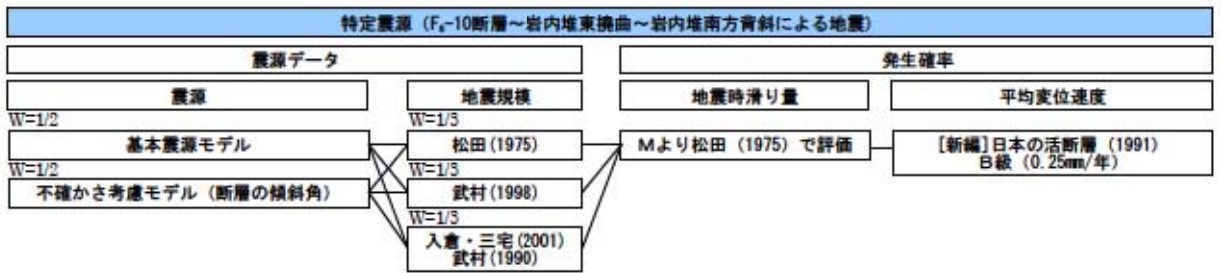 特定震源（Fs-10断層～岩内堆東撓曲～岩内堆南方背斜による地震）
震源データ
発生確率
震源
地震規模
地震時滑り量
平均変位速度
W=1/2
基本震源モデル
W=1/3
松田(1975)
Mより松田（1975）で評価
[新編]日本の活断層（1991）
B級（0.25mm/年）
W=1/2
不確かさ考慮モデル（断層の傾斜角）
W=1/3
武村(1998)
W=1/3
入倉・三宅(2001)
武村(1990)